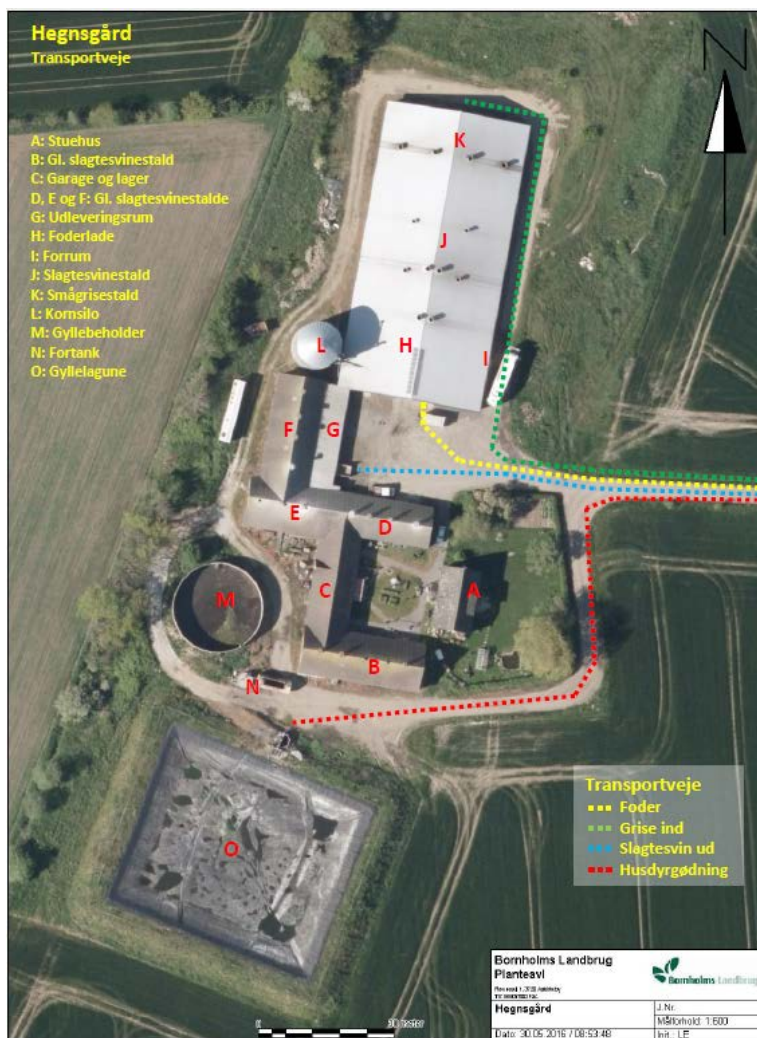 Hegnsgård
Transportveje
A: Stuehus
B: Gl. slagtesvinestald
C: Garage og lager
D, E og F: Gl. slagtesvinestalde
G: Udleveringsrum
H: Foderlade
I: Forrum
J: Slagtesvinestald
K: Smågrisestald
L: Kornsilo
M: Gyllebeholder
N: Fortank
O: Gyllelagune
N
K
J
L
H
I
F
G
E
D
C
A
M
B
N
O
Transportveje
Foder
Grise ind
Slagtesvin ud
Husdyrgødning
Bornholms Landbrug
Planteavl
Bornholms Landbrug
Hegnsgård
J.Nr.
Målforhold: 1:600
Dato: 30.05.2016 / 08:53:48
Init.: LE